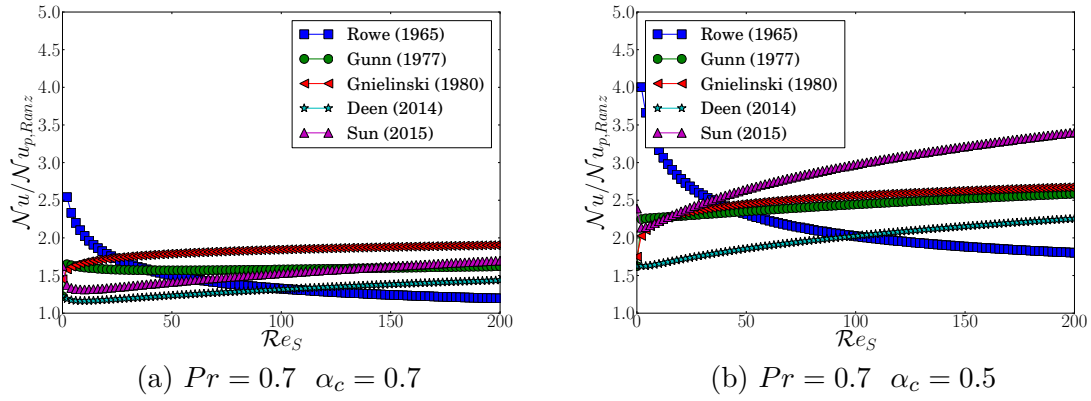 5.0
4.5
4.0
3.5
3.0
2.5
2.0
1.5
1.0
0
50
100
150
200
𝒩u/𝒩u_{p,Ranz}
ℛe_S
Rowe (1965)
Gunn (1977)
Gnielinski (1980)
Deen (2014)
Sun (2015)
(a) Pr = 0.7 α_c = 0.7
5.0
4.5
4.0
3.5
3.0
2.5
2.0
1.5
1.0
0
50
100
150
200
𝒩u/𝒩u_{p,Ranz}
ℛe_S
Rowe (1965)
Gunn (1977)
Gnielinski (1980)
Deen (2014)
Sun (2015)
(b) Pr = 0.7 α_c = 0.5